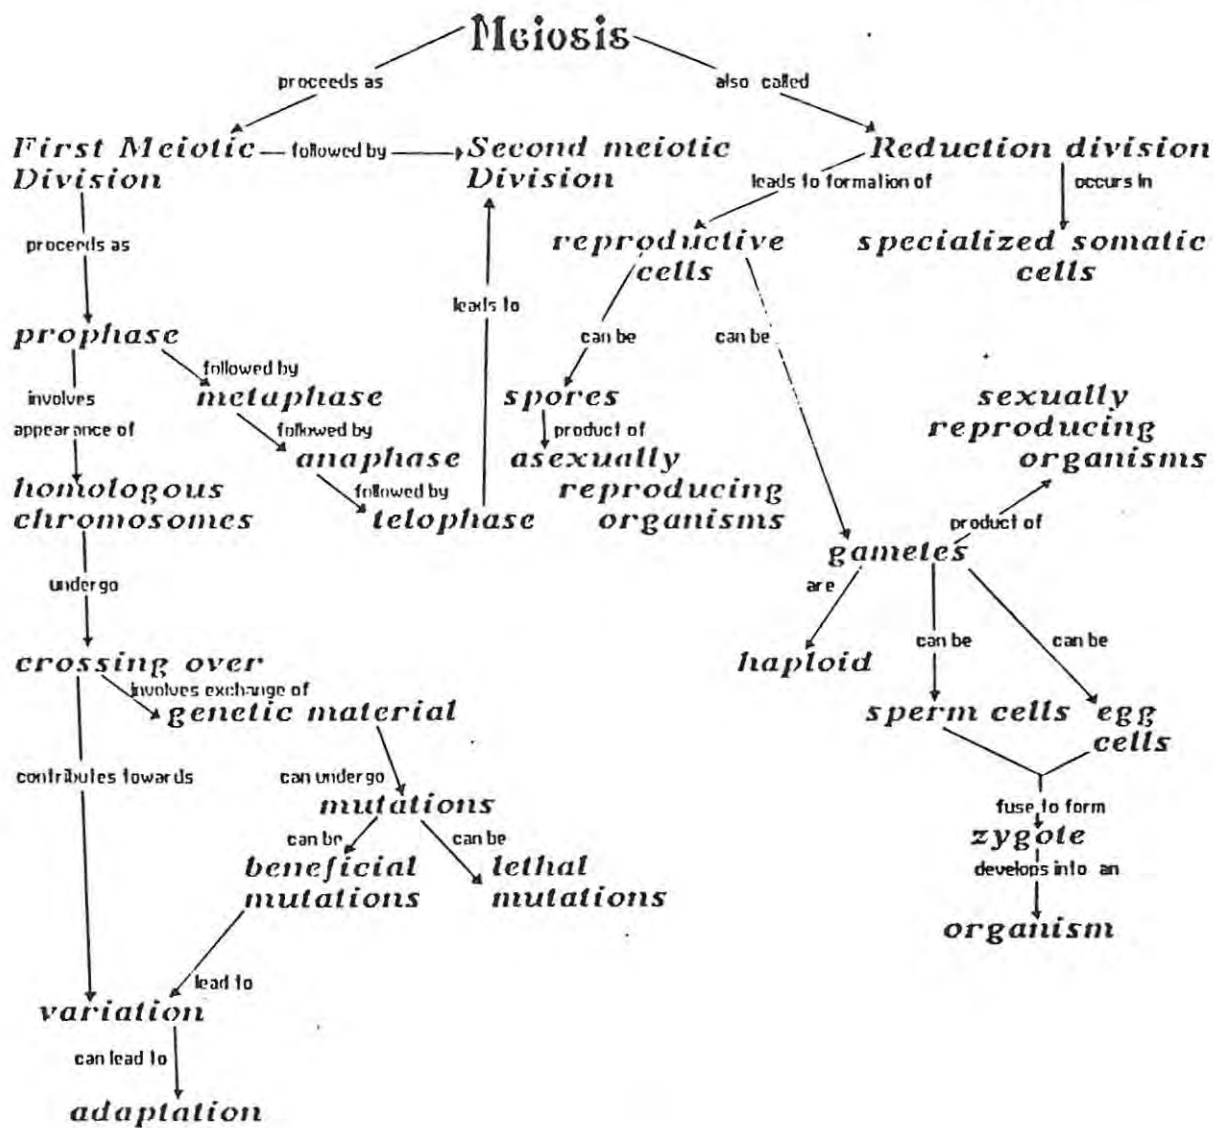 Meiosis
proceeds as
also called
First Meiotic
Division
followed by
Second meiotic
Division
Reduction division
leads to formation of
occurs in
proceeds as
reproductive
cells
specialized somatic
cells
leads to
prophase
can be
can be
followed by
involves
appearance of
metaphase
spores
sexually
reproducing
organisms
followed by
product of
anaphase
asexually
reproducing
organisms
homologous
chromosomes
followed by
telophase
product of
gametes
undergo
are
can be
can be
crossing over
haploid
involves exchange of
genetic material
sperm cells
egg
cells
contributes towards
can undergo
mutations
fuse to form
can be
can be
zygote
beneficial
mutations
lethal
mutations
develops into an
organism
lead to
variation
can lead to
adaptation